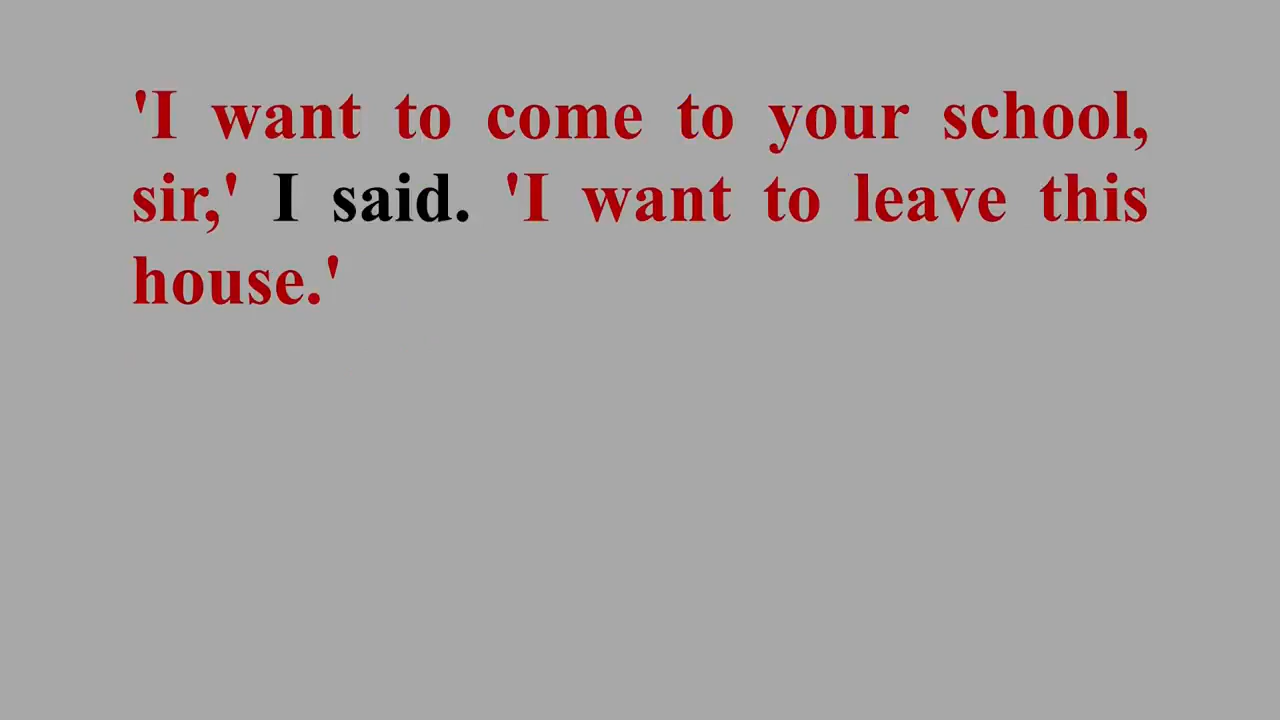 'I want to come to your school,
sir,' I said. 'I want to leave this
house.'